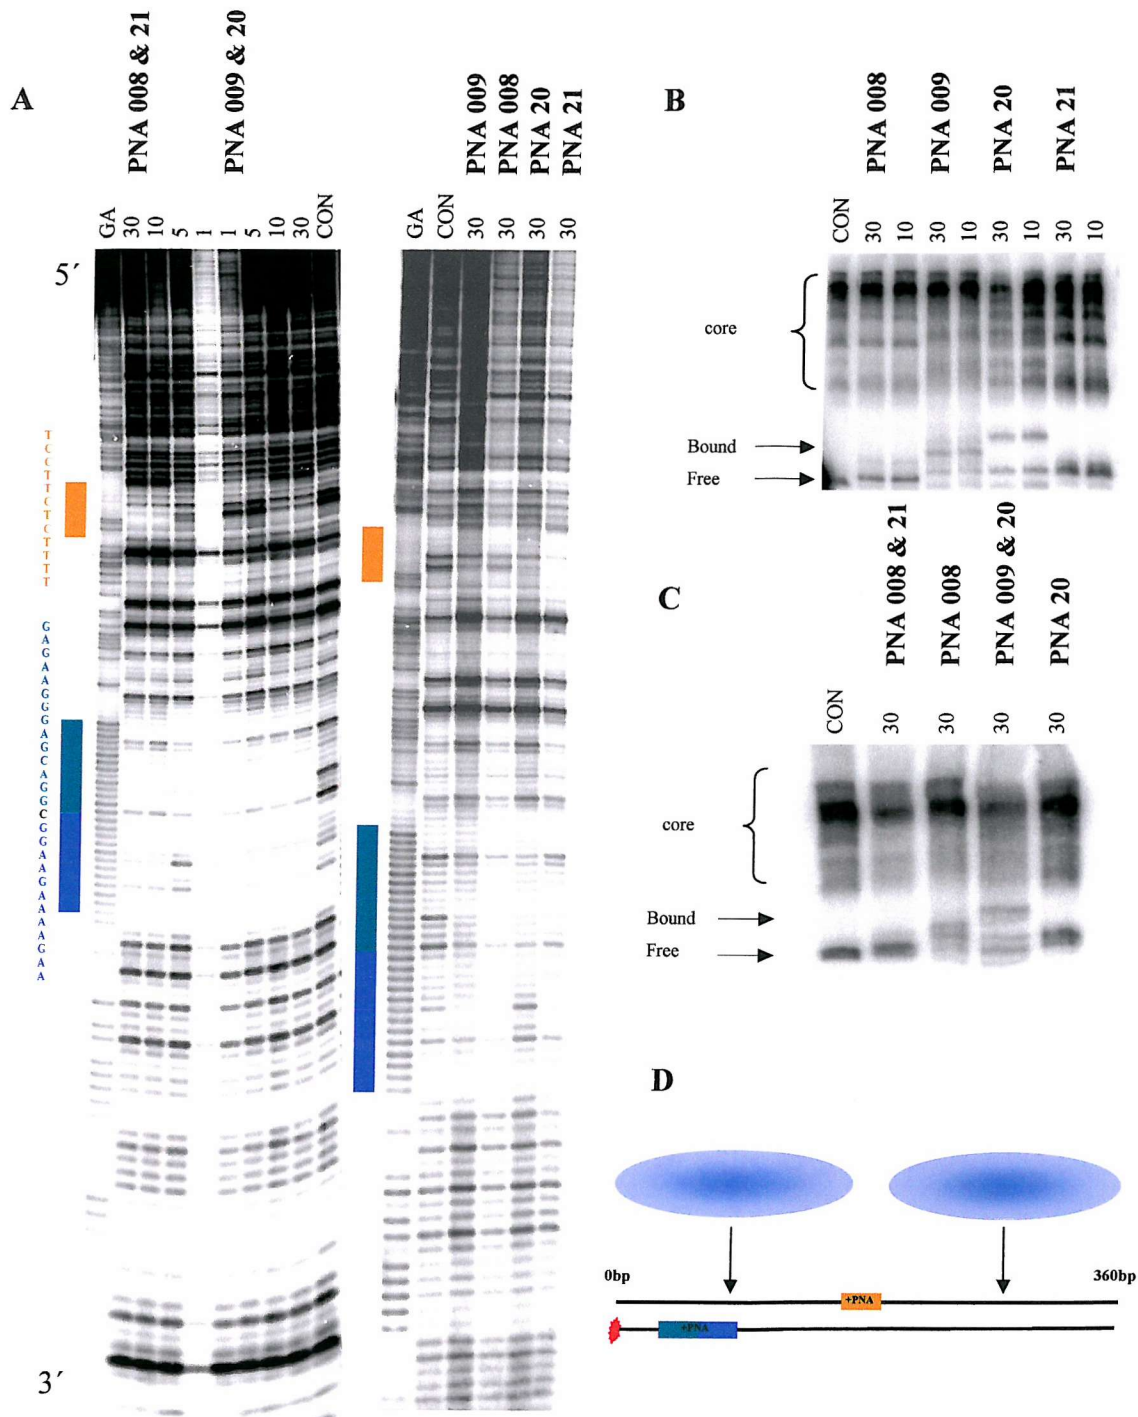 A
PNA 008 & 21
PNA 009 & 20
GA
30
10
5
1
1
5
10
30
CON
5´
T
C
C
T
T
C
T
C
T
T
T
T
G
A
G
A
A
G
G
G
A
G
C
A
G
G
C
G
G
A
A
G
A
A
A
A
G
A
A
3´
PNA 009
PNA 008
PNA 20
PNA 21
GA
CON
30
30
30
30
B
PNA 008
PNA 009
PNA 20
PNA 21
CON
30
10
30
10
30
10
30
10
core
Bound
Free
C
PNA 008 & 21
PNA 008
PNA 009 & 20
PNA 20
CON
30
30
30
30
core
Bound
Free
D
0bp
360bp
+PNA
+PNA